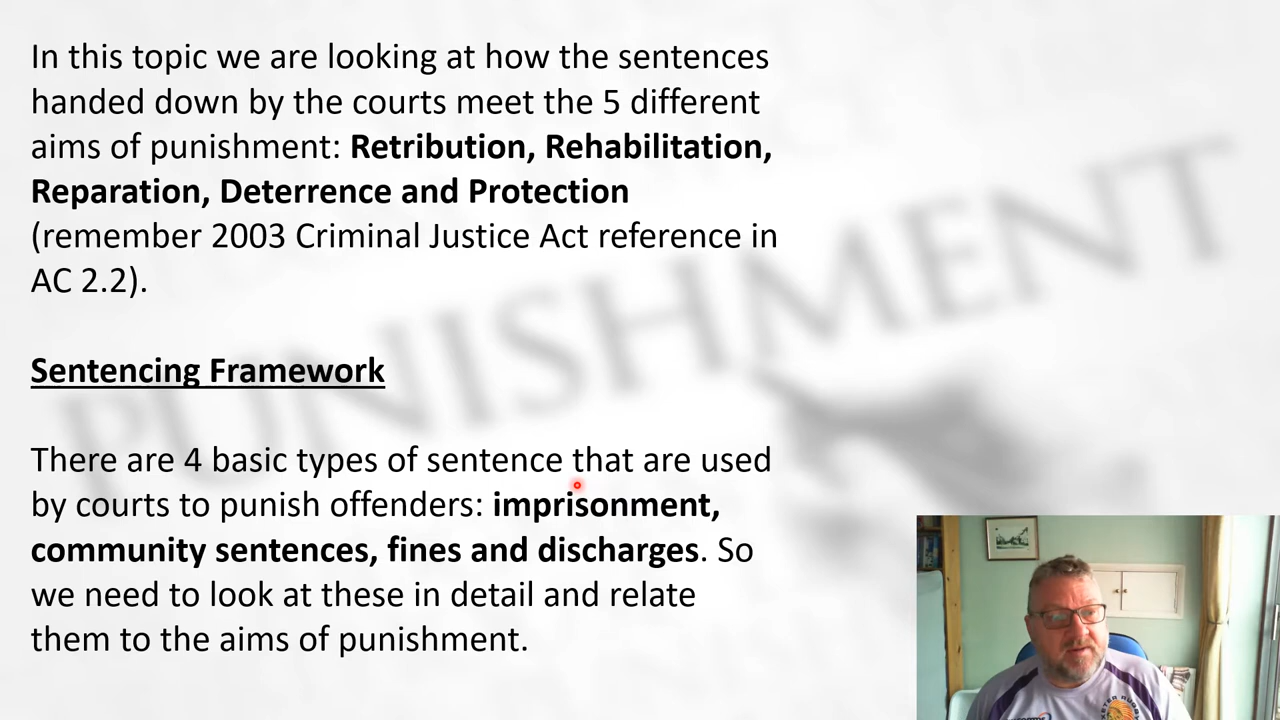 In this topic we are looking at how the sentences
handed down by the courts meet the 5 different
aims of punishment: Retribution, Rehabilitation,
Reparation, Deterrence and Protection
(remember 2003 Criminal Justice Act reference in
AC 2.2).
Sentencing Framework
There are 4 basic types of sentence that are used
by courts to punish offenders: imprisonment,
community sentences, fines and discharges. So
we need to look at these in detail and relate
them to the aims of punishment.
PUNISHMENT